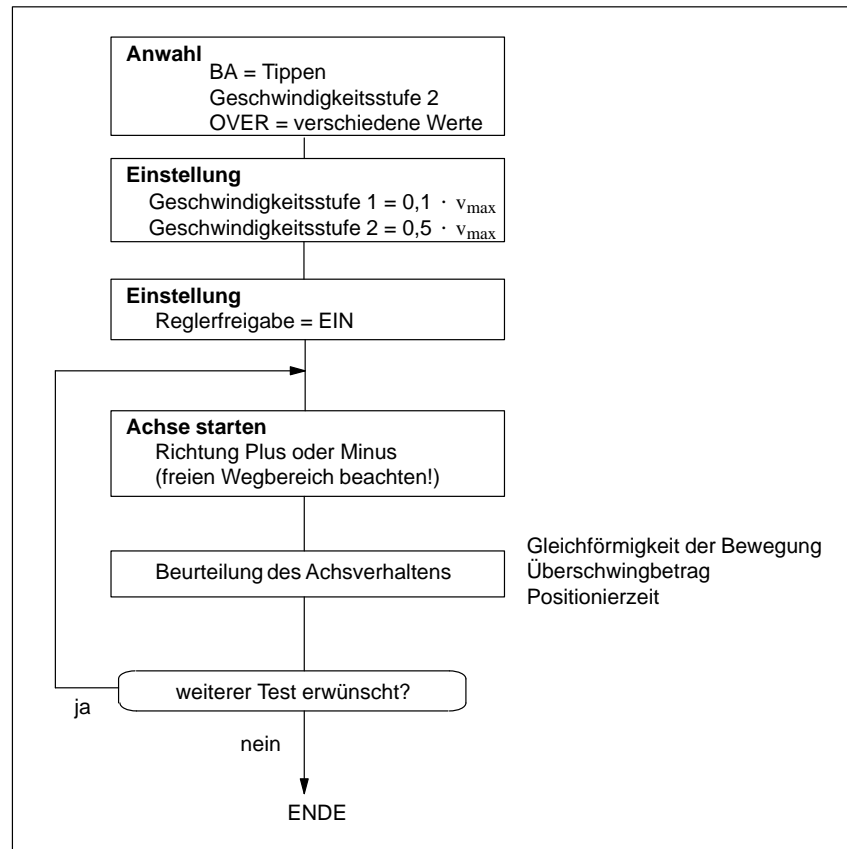 Anwahl
BA = Tippen
Geschwindigkeitsstufe 2
OVER = verschiedene Werte
Einstellung
Geschwindigkeitsstufe 1 = 0,1 · vmax
Geschwindigkeitsstufe 2 = 0,5 · vmax
Einstellung
Reglerfreigabe = EIN
Achse starten
Richtung Plus oder Minus
(freien Wegbereich beachten!)
Beurteilung des Achsverhaltens
Gleichförmigkeit der Bewegung
Überschwingbetrag
Positionierzeit
weiterer Test erwünscht?
ja
nein
ENDE